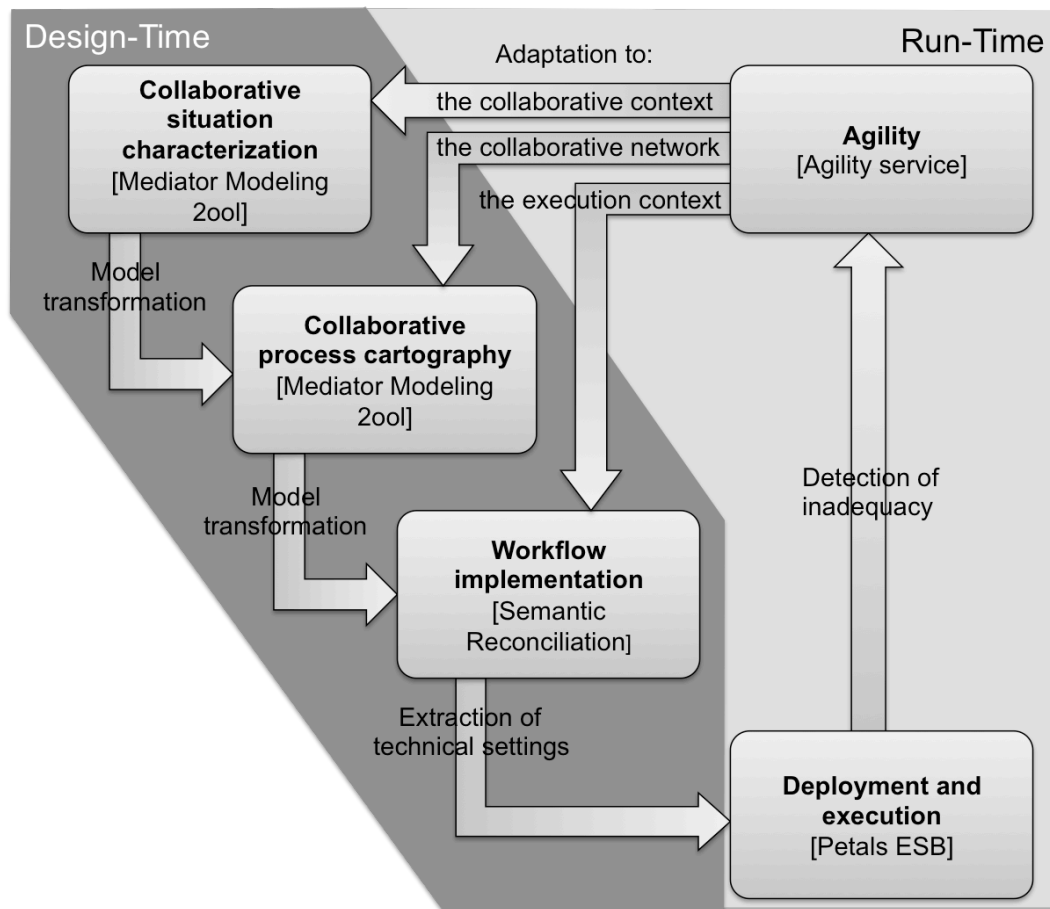 Design-Time
Run-Time
Adaptation to:
the collaborative context
the collaborative network
the execution context
Collaborative
situation
characterization
[Mediator Modeling
2ool]
Agility
[Agility service]
Model
transformation
Collaborative
process cartography
[Mediator Modeling
2ool]
Model
transformation
Workflow
implementation
[Semantic
Reconciliation]
Detection of
inadequacy
Extraction of
technical settings
Deployment and
execution
[Petals ESB]